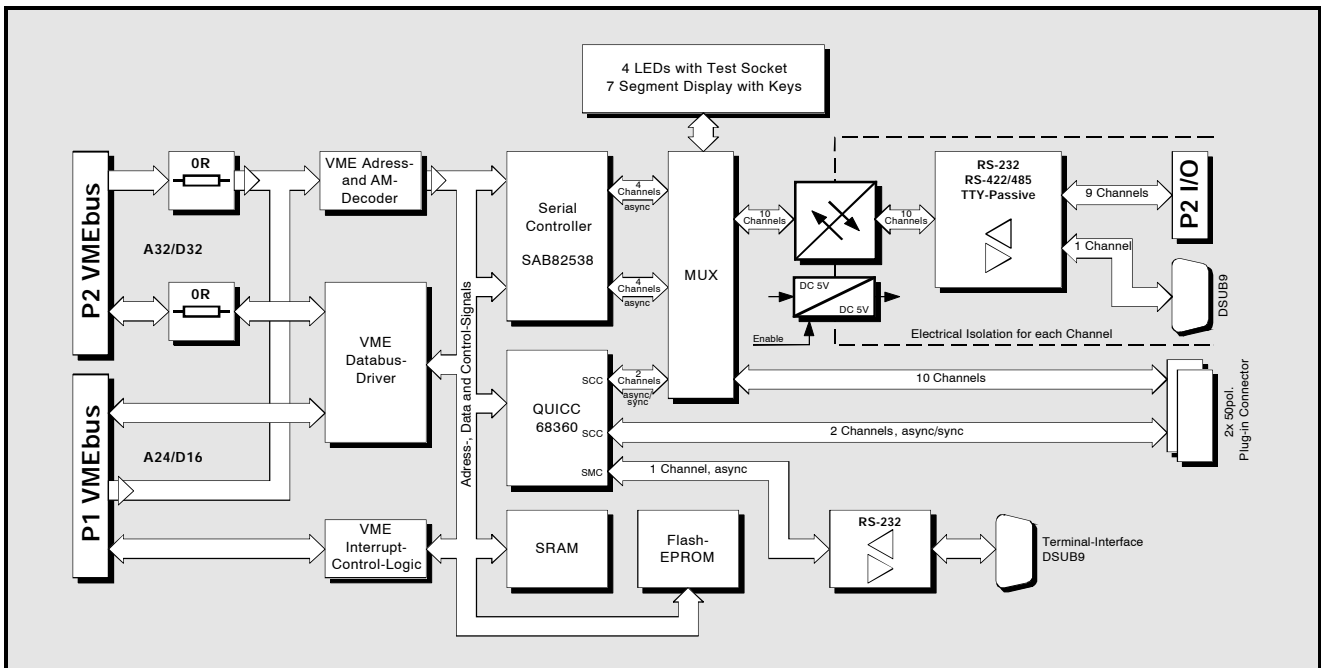 4 LEDs with Test Socket
7 Segment Display with Keys
P2 VMEbus
0R
A32/D32
0R
P1 VMEbus
A24/D16
VME Adress-
and AM-
Decoder
VME
Databus-
Driver
VME
Interrupt-
Control-Logic
Adress-, Data and Control-Signals
Serial
Controller
SAB82538
4
Channels
async
4
Channels
async
QUICC
68360
SCC
SCC
SMC
2
Channels
async/
sync
MUX
10
Channels
10
Channels
DC 5V
DC 5V
Enable
RS-232
RS-422/485
TTY-Passive
9 Channels
P2 I/O
1 Channel
DSUB9
Electrical Isolation for each Channel
10 Channels
2 Channels, async/sync
2x 50pol.
Plug-in Connector
1 Channel, async
SRAM
Flash-
EPROM
RS-232
Terminal-Interface
DSUB9